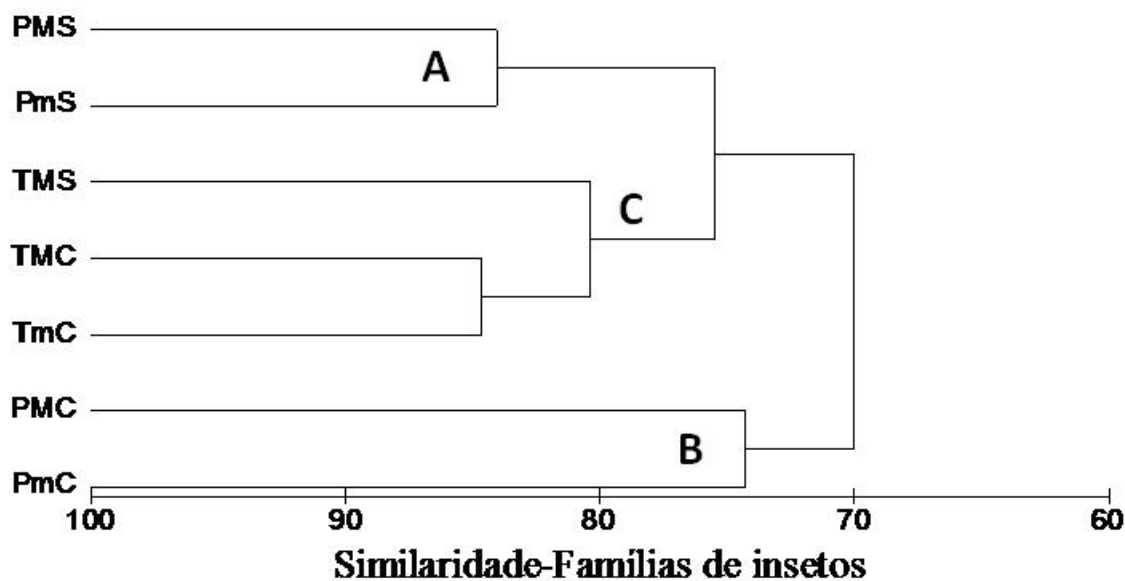 PMS
A
PmS
TMS
C
TMC
TmC
PMC
B
PmC
100 90 80 70 60
Similaridade-Famílias de insetos